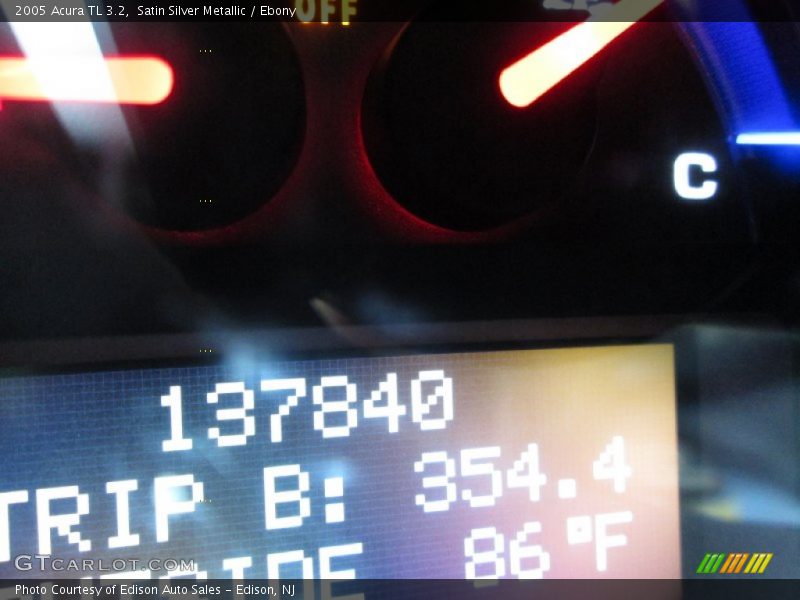 2005 Acura TL 3.2, Satin Silver Metallic / Ebony
OFF
C
137840
TRIP B: 354.4
86°F
GTCARLOT.COM
Photo Courtesy of Edison Auto Sales - Edison, NJ